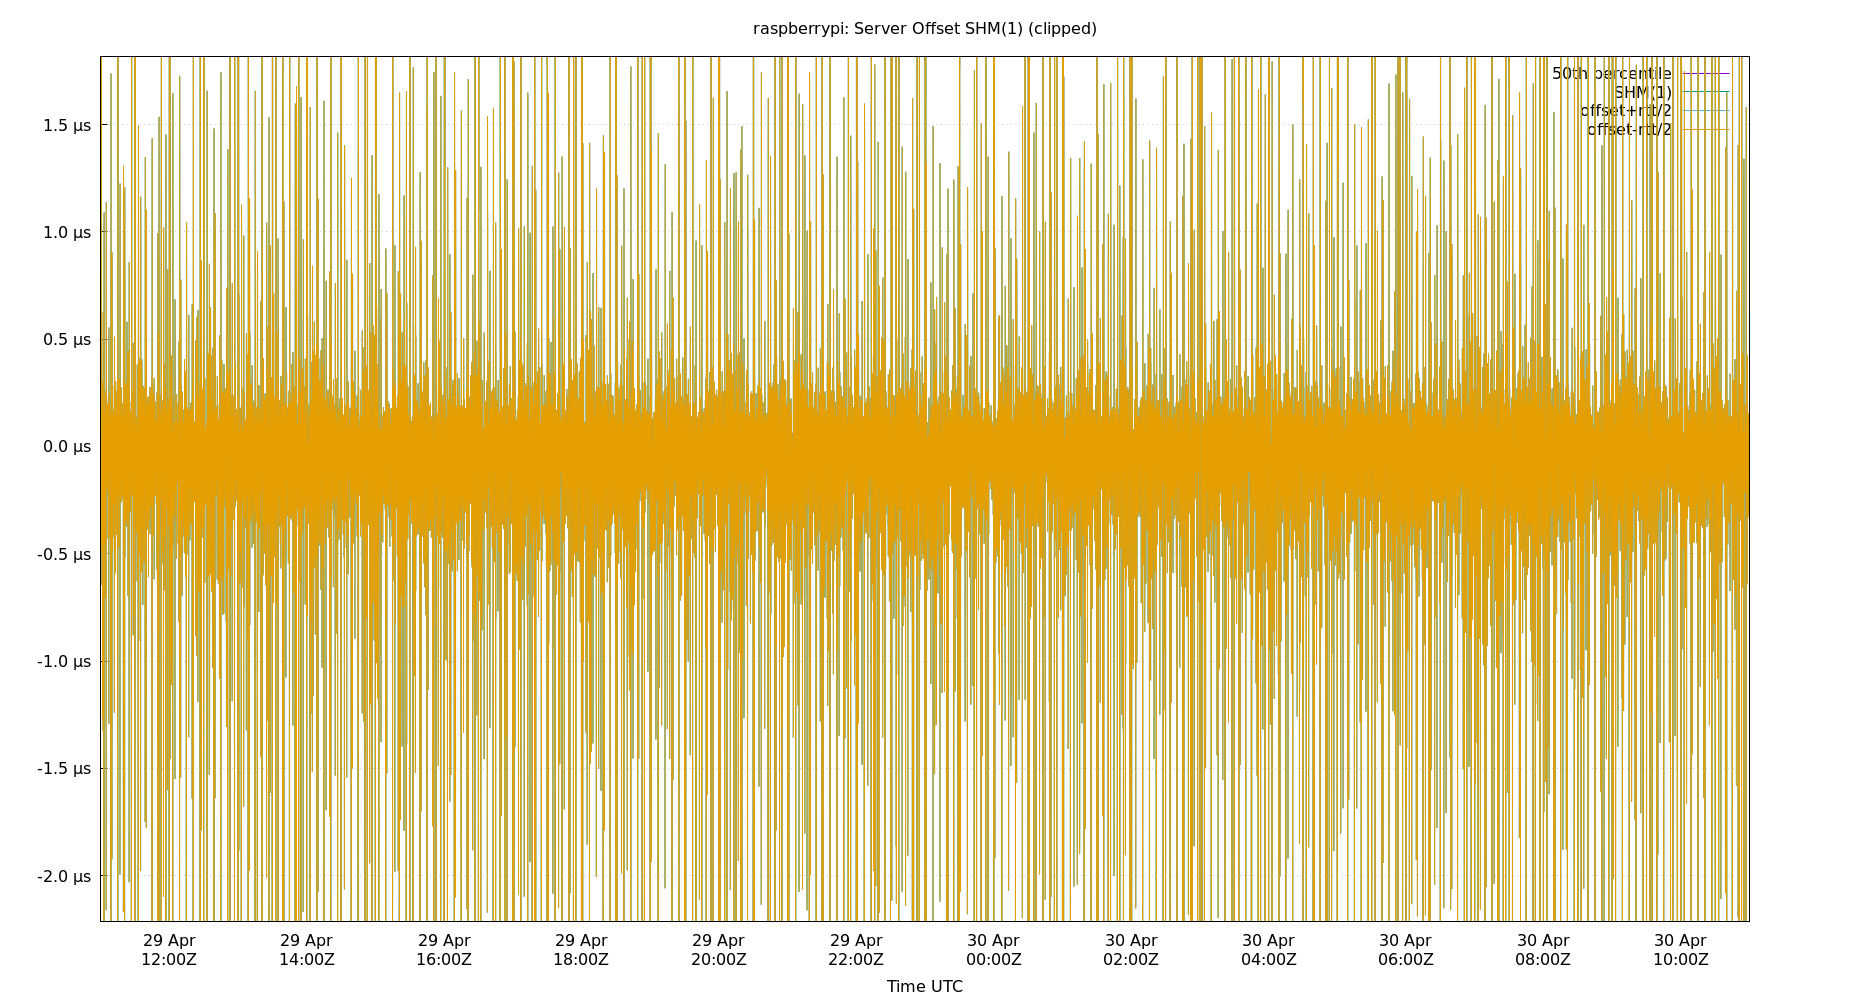 raspberrypi: Server Offset SHM(1) (clipped)
50th percentile
SHM(1)
offset+rtt/2
offset-rtt/2
1.5 µs
1.0 µs
0.5 µs
0.0 µs
-0.5 µs
-1.0 µs
-1.5 µs
-2.0 µs
29 Apr 29 Apr 29 Apr 29 Apr 29 Apr 29 Apr 30 Apr 30 Apr 30 Apr 30 Apr 30 Apr 30 Apr
12:00Z 14:00Z 16:00Z 18:00Z 20:00Z 22:00Z 00:00Z 02:00Z 04:00Z 06:00Z 08:00Z 10:00Z
Time UTC